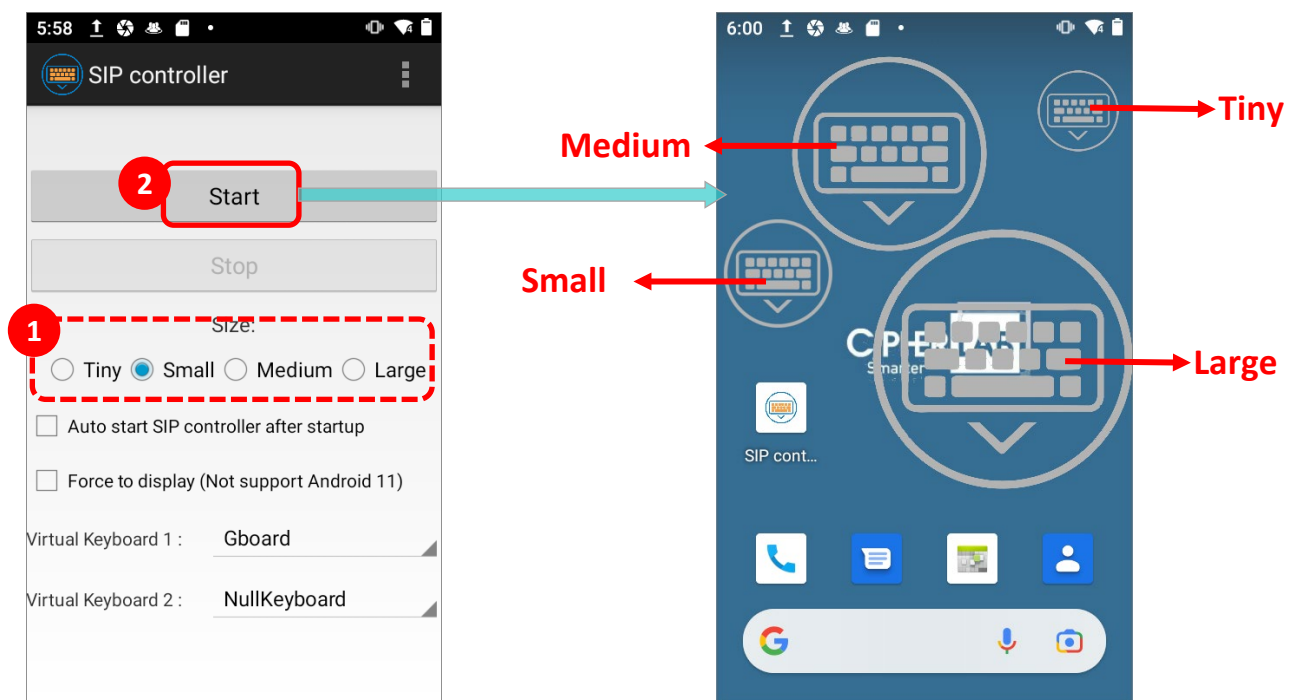 5:58
SIP controller
2
Start
Stop
1
Size:
Tiny
Small
Medium
Large
Auto start SIP controller after startup
Force to display (Not support Android 11)
Virtual Keyboard 1 :
Gboard
Virtual Keyboard 2 :
NullKeyboard
6:00
Medium
Tiny
Small
Large
Smarter
SIP cont...
G